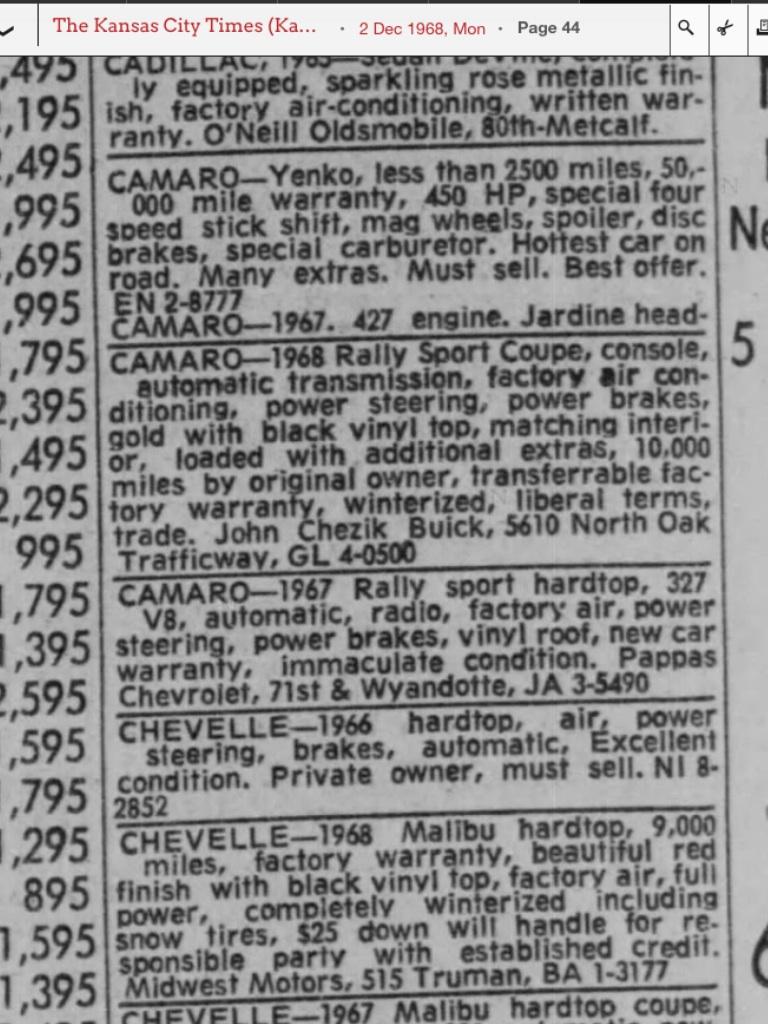 The Kansas City Times (Ka... · 2 Dec 1968, Mon · Page 44
,495
,195
,495
,995
,695
,995
,795
2,395
,495
2,295
995
,795
,395
2,595
,595
,795
,295
895
1,595
1,395
CADILLAC, 1965—Sedan DeVille, complete-
ly equipped, sparkling rose metallic fin-
ish, factory air-conditioning, written war-
ranty. O'Neill Oldsmobile, 80th-Metcalf.
CAMARO—Yenko, less than 2500 miles, 50,-
000 mile warranty, 450 HP, special four
speed stick shift, mag wheels, spoiler, disc
brakes, special carburetor. Hottest car on
road. Many extras. Must sell. Best offer.
EN 2-8777
CAMARO—1967. 427 engine. Jardine head-
CAMARO—1968 Rally Sport Coupe, console,
automatic transmission, factory air con-
ditioning, power steering, power brakes,
gold with black vinyl top, matching interi-
or, loaded with additional extras, 10,000
miles by original owner, transferrable fac-
tory warranty, winterized, liberal terms,
trade. John Chezik Buick, 5610 North Oak
Trafficway, GL 4-0500
CAMARO—1967 Rally sport hardtop, 327
V8, automatic, radio, factory air, power
steering, power brakes, vinyl roof, new car
warranty, immaculate condition. Pappas
Chevrolet, 71st & Wyandotte, JA 3-5490
CHEVELLE—1966 hardtop, air, power
steering, brakes, automatic, Excellent
condition. Private owner, must sell. NI 8-
2852
CHEVELLE—1968 Malibu hardtop, 9,000
miles, factory warranty, beautiful red
finish with black vinyl top, factory air, full
power, completely winterized including
snow tires, $25 down will handle for re-
sponsible party with established credit.
Midwest Motors, 515 Truman, BA 1-3177
CHEVELLE—1967 Malibu hardtop coupe,
Ne
5